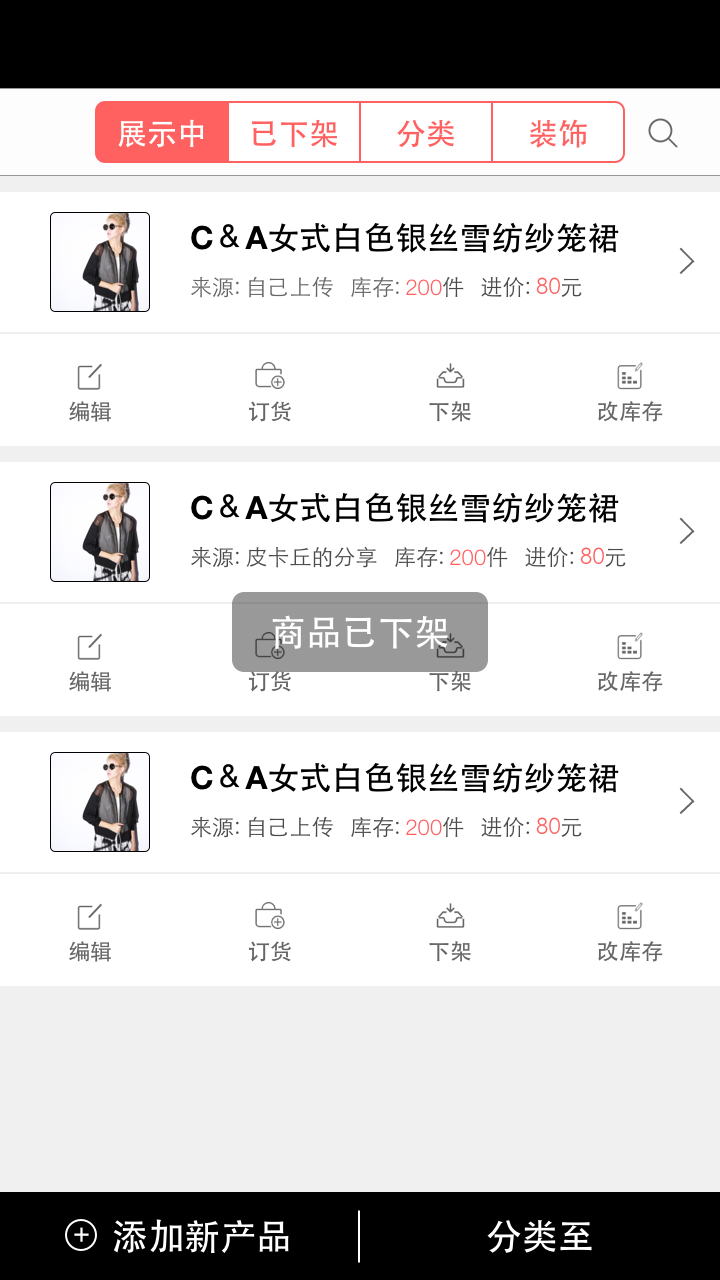 展示中 已下架 分类 装饰
C&A女式白色银丝雪纺纱笼裙
来源: 自己上传 库存: 200件 进价: 80元
编辑 订货 下架 改库存
C&A女式白色银丝雪纺纱笼裙
来源: 皮卡丘的分享 库存: 200件 进价: 80元
商品已下架
编辑 订货 下架 改库存
C&A女式白色银丝雪纺纱笼裙
来源: 自己上传 库存: 200件 进价: 80元
编辑 订货 下架 改库存
添加新产品 分类至